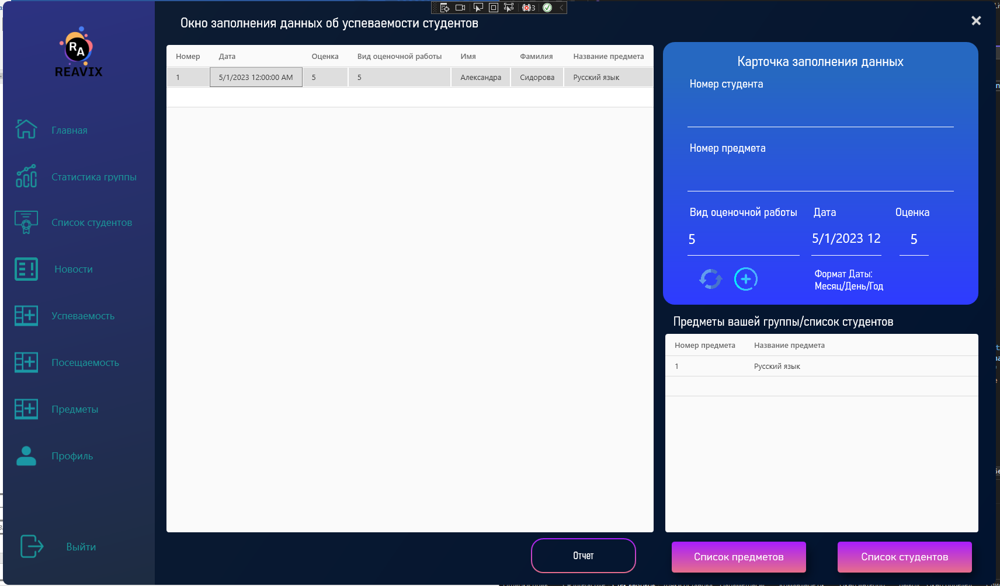 3
Окно заполнения данных об успеваемости студентов
RA
REAVIX
Главная
Статистика группы
Список студентов
Новости
Успеваемость
Посещаемость
Предметы
Профиль
Выйти
Номер Дата Оценка Вид оценочной работы Имя Фамилия Название предмета
1 5/1/2023 12:00:00 AM 5 5 Александра Сидорова Русский язык
Отчет
Карточка заполнения данных
Номер студента
Номер предмета
Вид оценочной работы Дата Оценка
5 5/1/2023 12 5
Формат Даты:
Месяц/День/Год
Предметы вашей группы/список студентов
Номер предмета Название предмета
1 Русский язык
Список предметов Список студентов